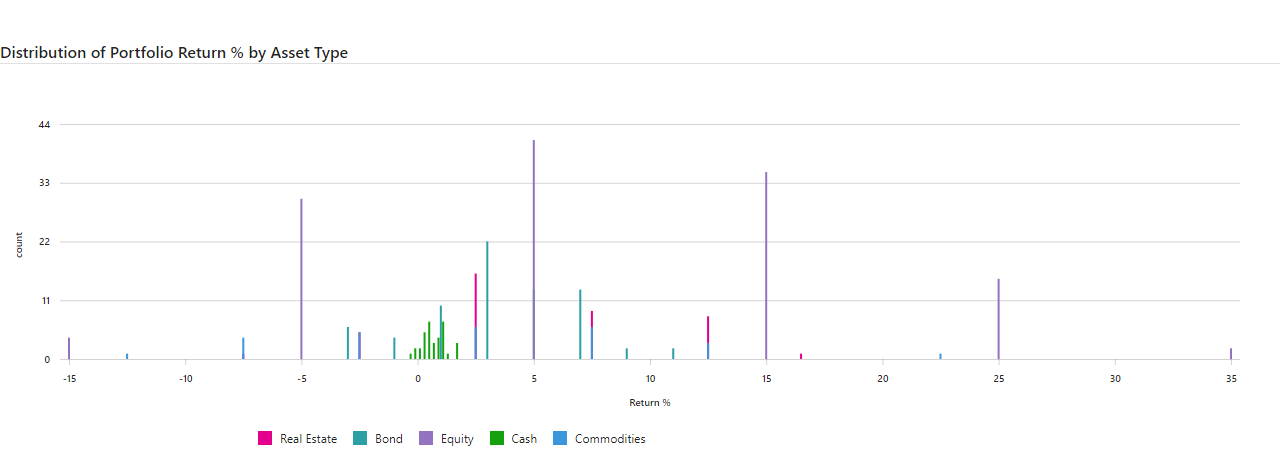 Distribution of Portfolio Return % by Asset Type
44
33
22
11
0
count
-15 -10 -5 0 5 10 15 20 25 30 35
Return %
Real Estate Bond Equity Cash Commodities